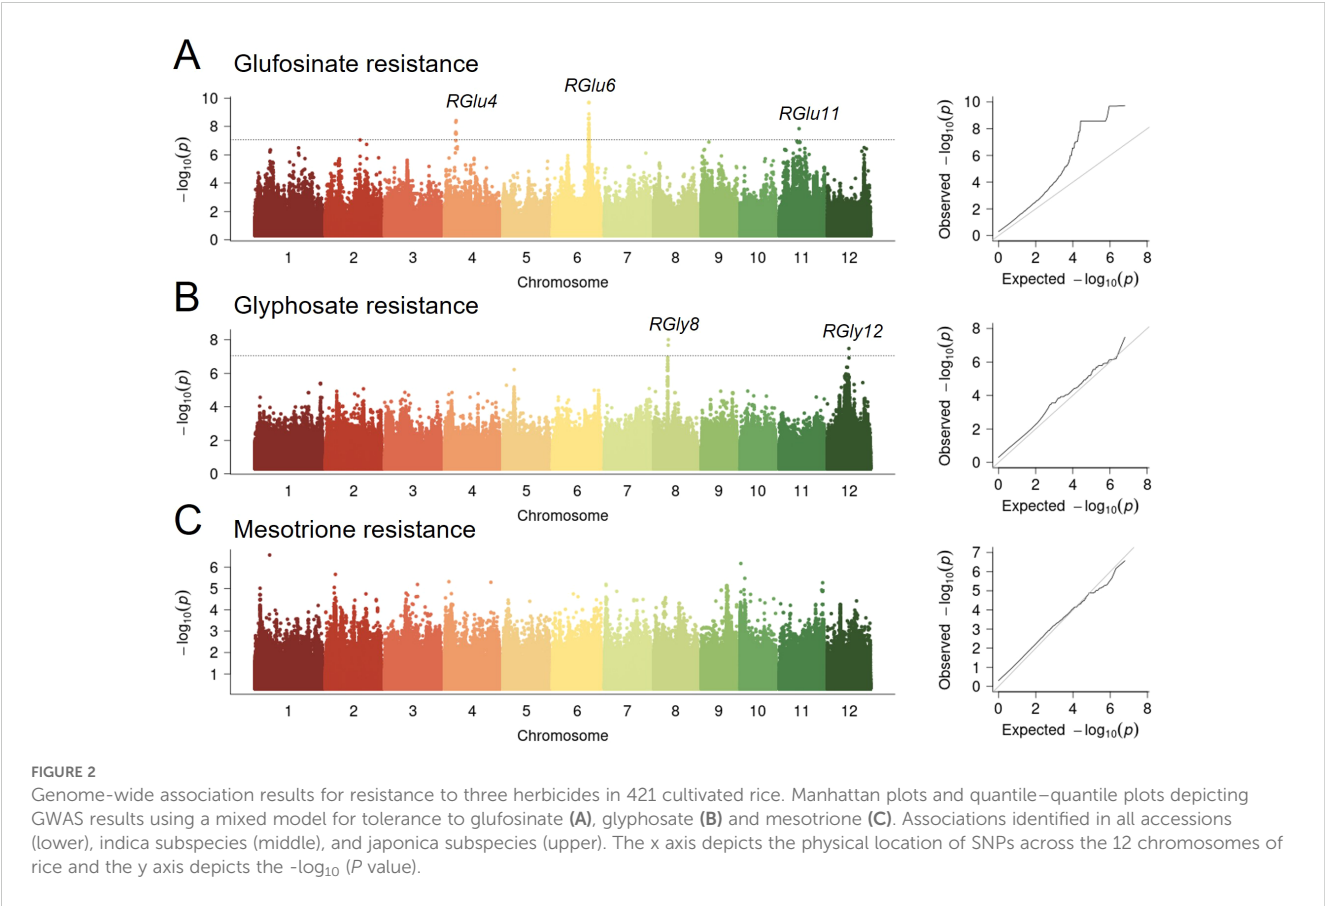 A
Glufosinate resistance
RGlu4
RGlu6
RGlu11
10
8
6
4
2
0
−log10(p)
1 2 3 4 5 6 7 8 9 10 11 12
Chromosome
10
8
6
4
2
0
Observed −log10(p)
0 2 4 6 8
Expected −log10(p)
B
Glyphosate resistance
RGly8
RGly12
8
6
4
2
0
−log10(p)
1 2 3 4 5 6 7 8 9 10 11 12
Chromosome
8
6
4
2
0
Observed −log10(p)
0 2 4 6 8
Expected −log10(p)
C
Mesotrione resistance
6
5
4
3
2
1
−log10(p)
1 2 3 4 5 6 7 8 9 10 11 12
Chromosome
7
6
5
4
3
2
1
0
Observed −log10(p)
0 2 4 6 8
Expected −log10(p)
FIGURE 2
Genome-wide association results for resistance to three herbicides in 421 cultivated rice. Manhattan plots and quantile–quantile plots depicting
GWAS results using a mixed model for tolerance to glufosinate (A), glyphosate (B) and mesotrione (C). Associations identified in all accessions
(lower), indica subspecies (middle), and japonica subspecies (upper). The x axis depicts the physical location of SNPs across the 12 chromosomes of
rice and the y axis depicts the -log10 (P value).